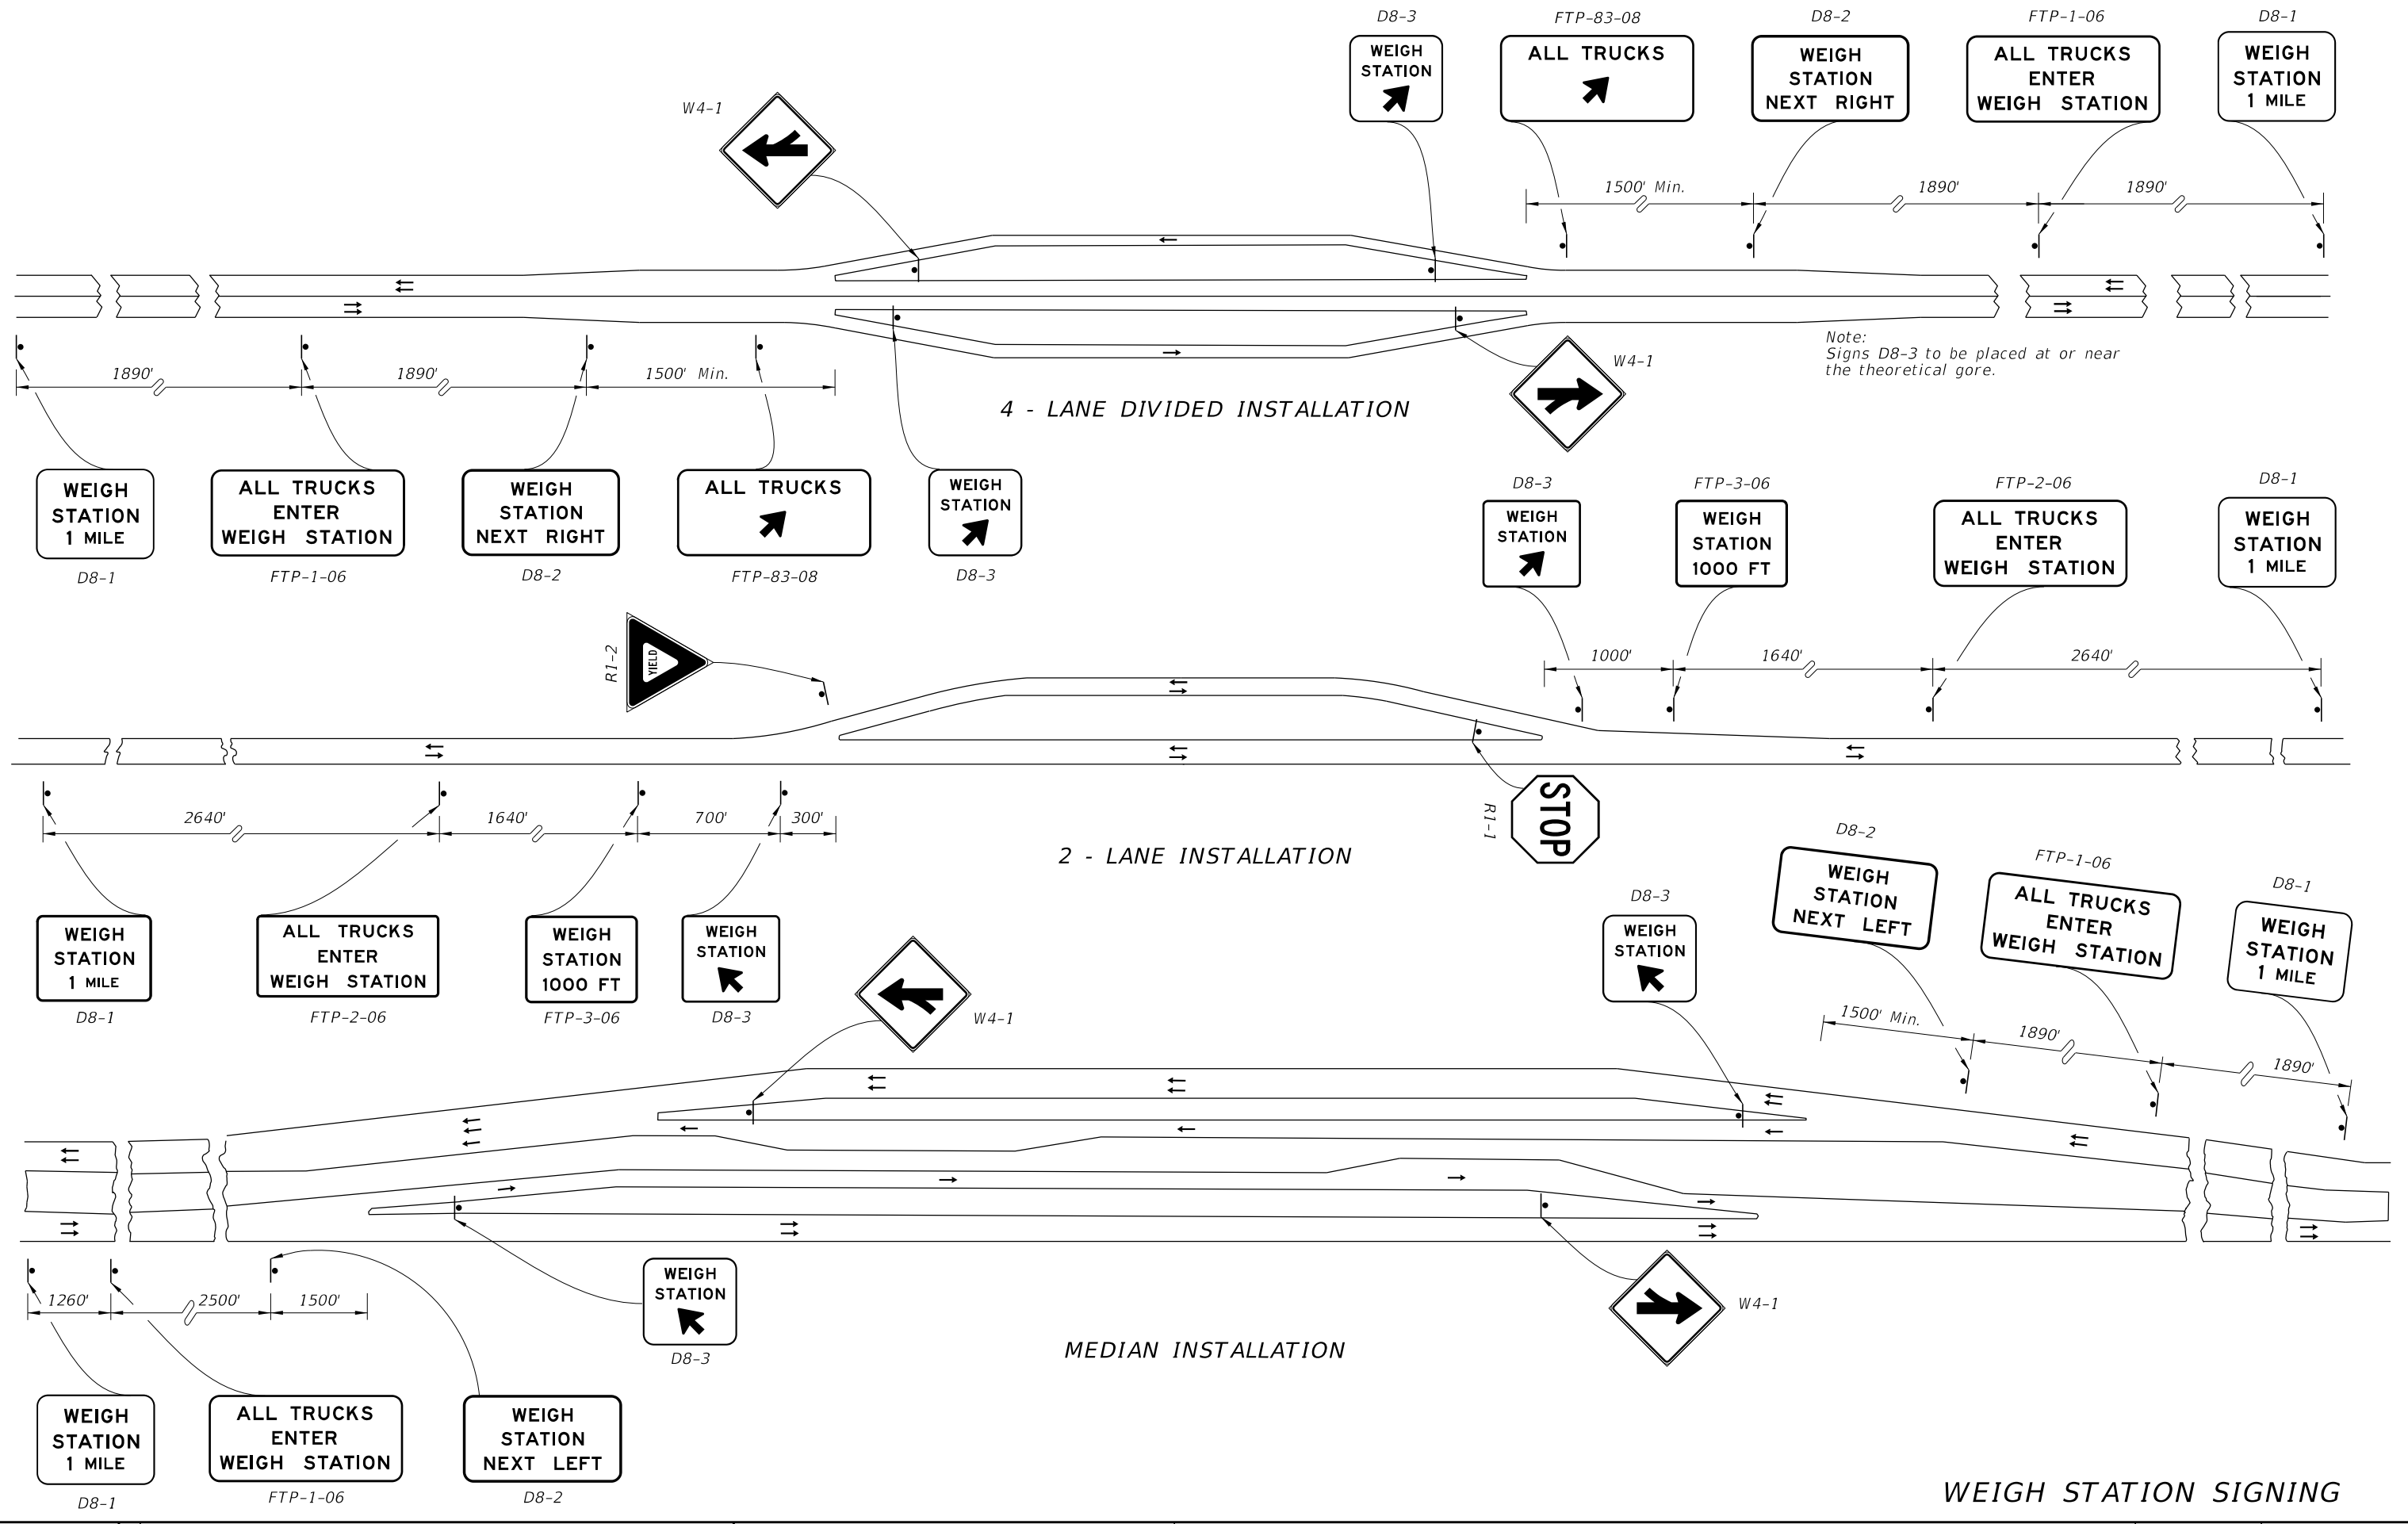 D8-3
FTP-83-08
D8-2
FTP-1-06
D8-1
WEIGH
STATION
ALL TRUCKS
WEIGH
STATION
NEXT RIGHT
ALL TRUCKS
ENTER
WEIGH STATION
WEIGH
STATION
1 MILE
W4-1
1500' Min.
1890'
1890'
Note:
Signs D8-3 to be placed at or near
the theoretical gore.
W4-1
1890'
1890'
1500' Min.
4 - LANE DIVIDED INSTALLATION
WEIGH
STATION
1 MILE
ALL TRUCKS
ENTER
WEIGH STATION
WEIGH
STATION
NEXT RIGHT
ALL TRUCKS
WEIGH
STATION
D8-1
FTP-1-06
D8-2
FTP-83-08
D8-3
D8-3
FTP-3-06
FTP-2-06
D8-1
WEIGH
STATION
WEIGH
STATION
1000 FT
ALL TRUCKS
ENTER
WEIGH STATION
WEIGH
STATION
1 MILE
R1-2
YIELD
1000'
1640'
2640'
R1-1
STOP
2640'
1640'
700'
300'
2 - LANE INSTALLATION
WEIGH
STATION
1 MILE
ALL TRUCKS
ENTER
WEIGH STATION
WEIGH
STATION
1000 FT
WEIGH
STATION
D8-1
FTP-2-06
FTP-3-06
D8-3
W4-1
D8-3
WEIGH
STATION
D8-2
WEIGH
STATION
NEXT LEFT
FTP-1-06
ALL TRUCKS
ENTER
WEIGH STATION
D8-1
WEIGH
STATION
1 MILE
1500' Min.
1890'
1890'
1260'
2500'
1500'
WEIGH
STATION
D8-3
W4-1
MEDIAN INSTALLATION
WEIGH
STATION
1 MILE
ALL TRUCKS
ENTER
WEIGH STATION
WEIGH
STATION
NEXT LEFT
D8-1
FTP-1-06
D8-2
WEIGH STATION SIGNING